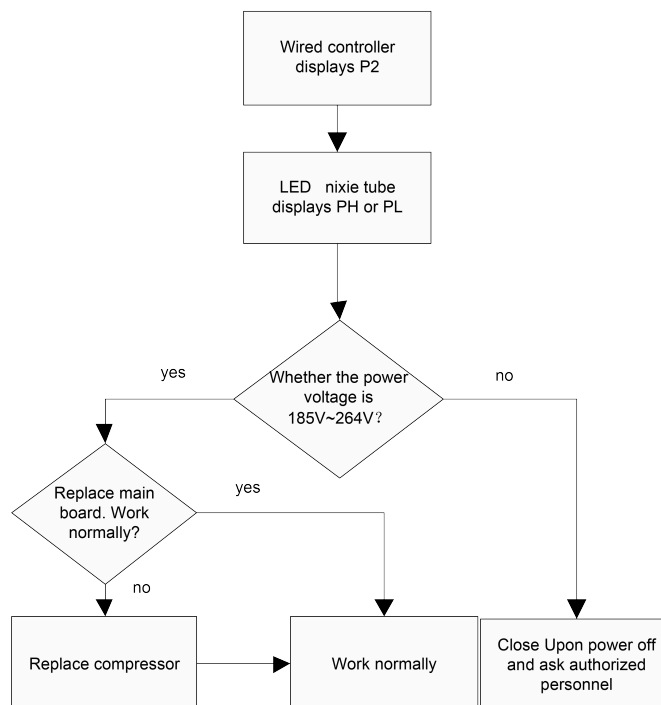 Wired controller
displays P2
LED nixie tube
displays PH or PL
Whether the power
voltage is
185V~264V?
yes
no
Replace main
board. Work
normally?
yes
no
Replace compressor
Work normally
Close Upon power off
and ask authorized
personnel